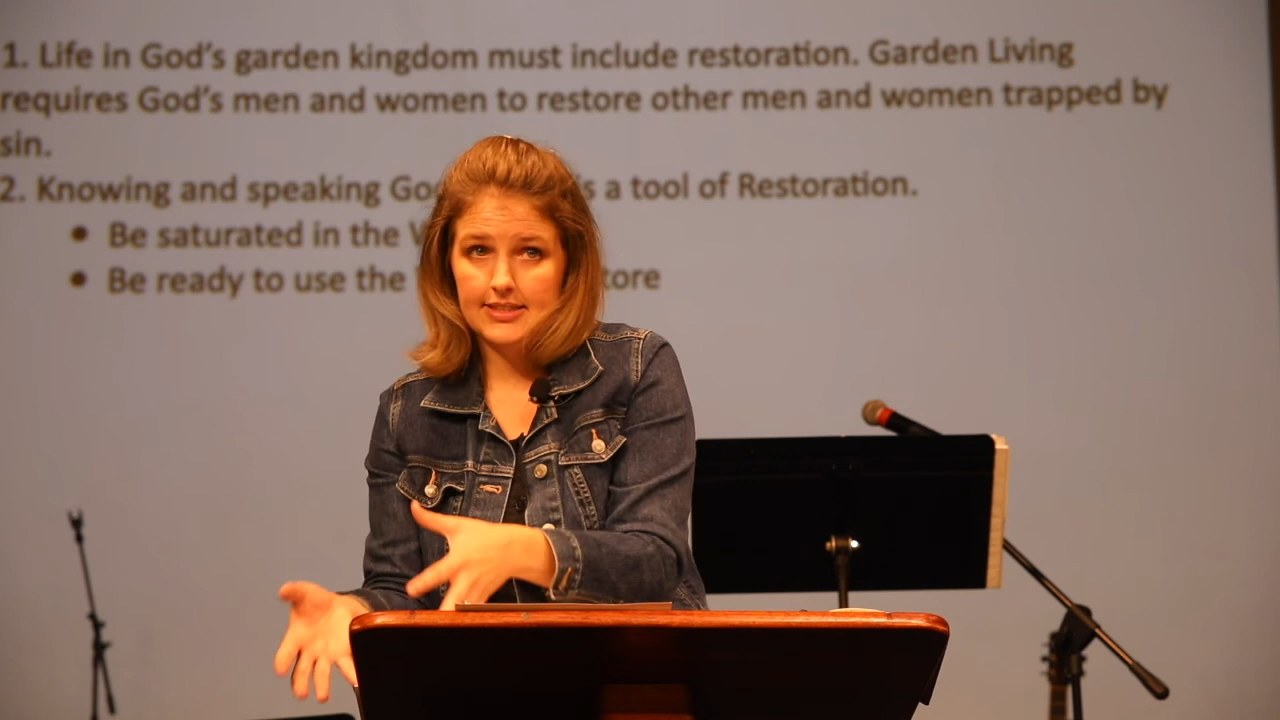 1. Life in God's garden kingdom must include restoration. Garden Living
requires God's men and women to restore other men and women trapped by
sin.
2. Knowing and speaking Go s a tool of Restoration.
• Be saturated in the
• Be ready to use the tore